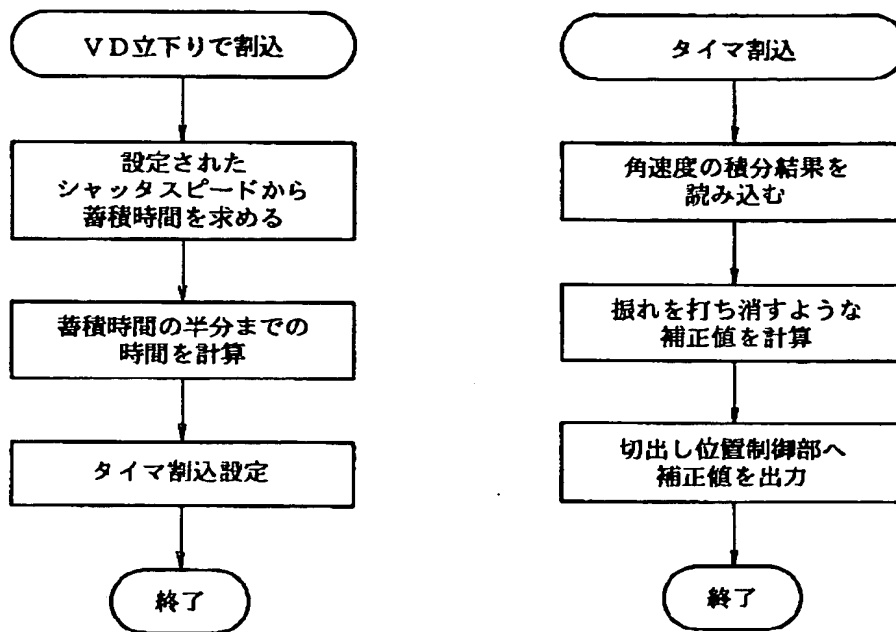 VD立下りで割込
設定された
シャッタスピードから
蓄積時間を求める
蓄積時間の半分までの
時間を計算
タイマ割込設定
終了
タイマ割込
角速度の積分結果を
読み込む
振れを打ち消すような
補正値を計算
切出し位置制御部へ
補正値を出力
終了